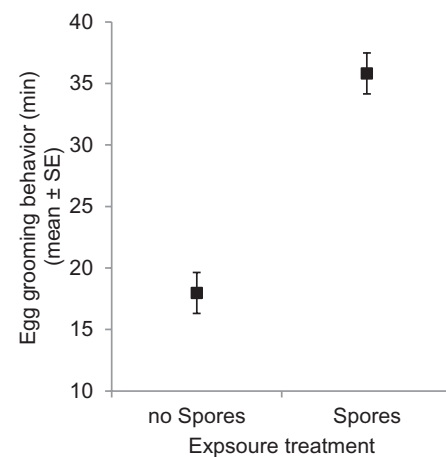 Egg grooming behavior (min)
(mean ± SE)
40
35
30
25
20
15
10
no Spores Spores
Expsoure treatment